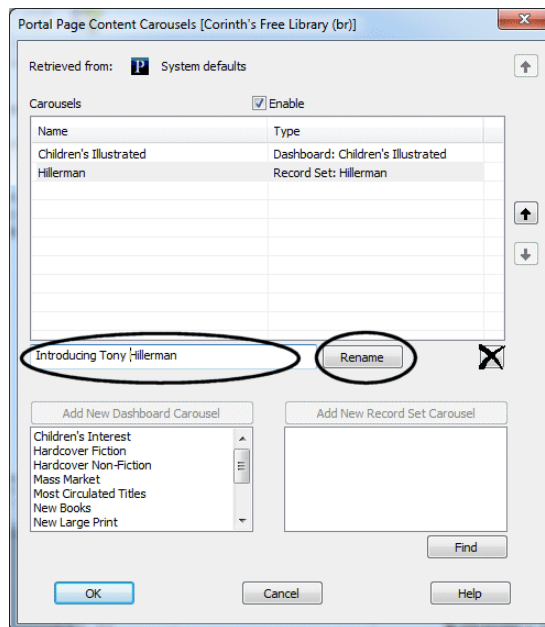 Portal Page Content Carousels [Corinth's Free Library (br)]
Retrieved from: P System defaults
Carousels Enable
Name Type
Children's Illustrated Dashboard: Children's Illustrated
Hillerman Record Set: Hillerman
Introducing Tony Hillerman Rename
Add New Dashboard Carousel Add New Record Set Carousel
Children's Interest
Hardcover Fiction
Hardcover Non-Fiction
Mass Market
Most Circulated Titles
New Books
New Large Print
Find
OK Cancel Help